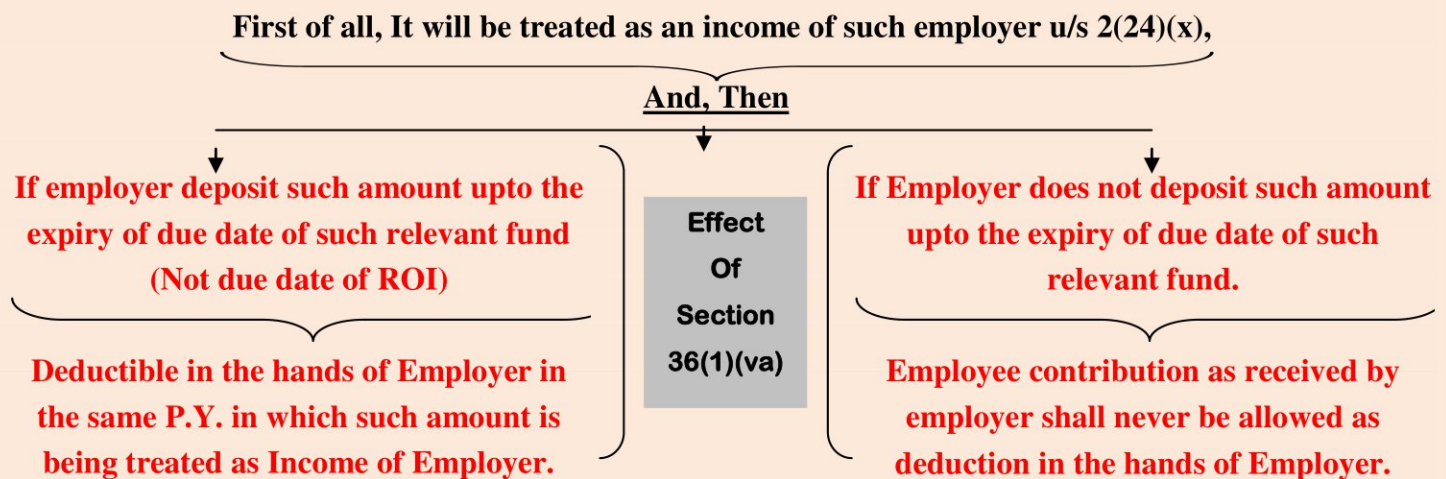 First of all, It will be treated as an income of such employer u/s 2(24)(x),
And, Then
If employer deposit such amount upto the
expiry of due date of such relevant fund
(Not due date of ROI)
Deductible in the hands of Employer in
the same P.Y. in which such amount is
being treated as Income of Employer.
Effect
Of
Section
36(1)(va)
If Employer does not deposit such amount
upto the expiry of due date of such
relevant fund.
Employee contribution as received by
employer shall never be allowed as
deduction in the hands of Employer.